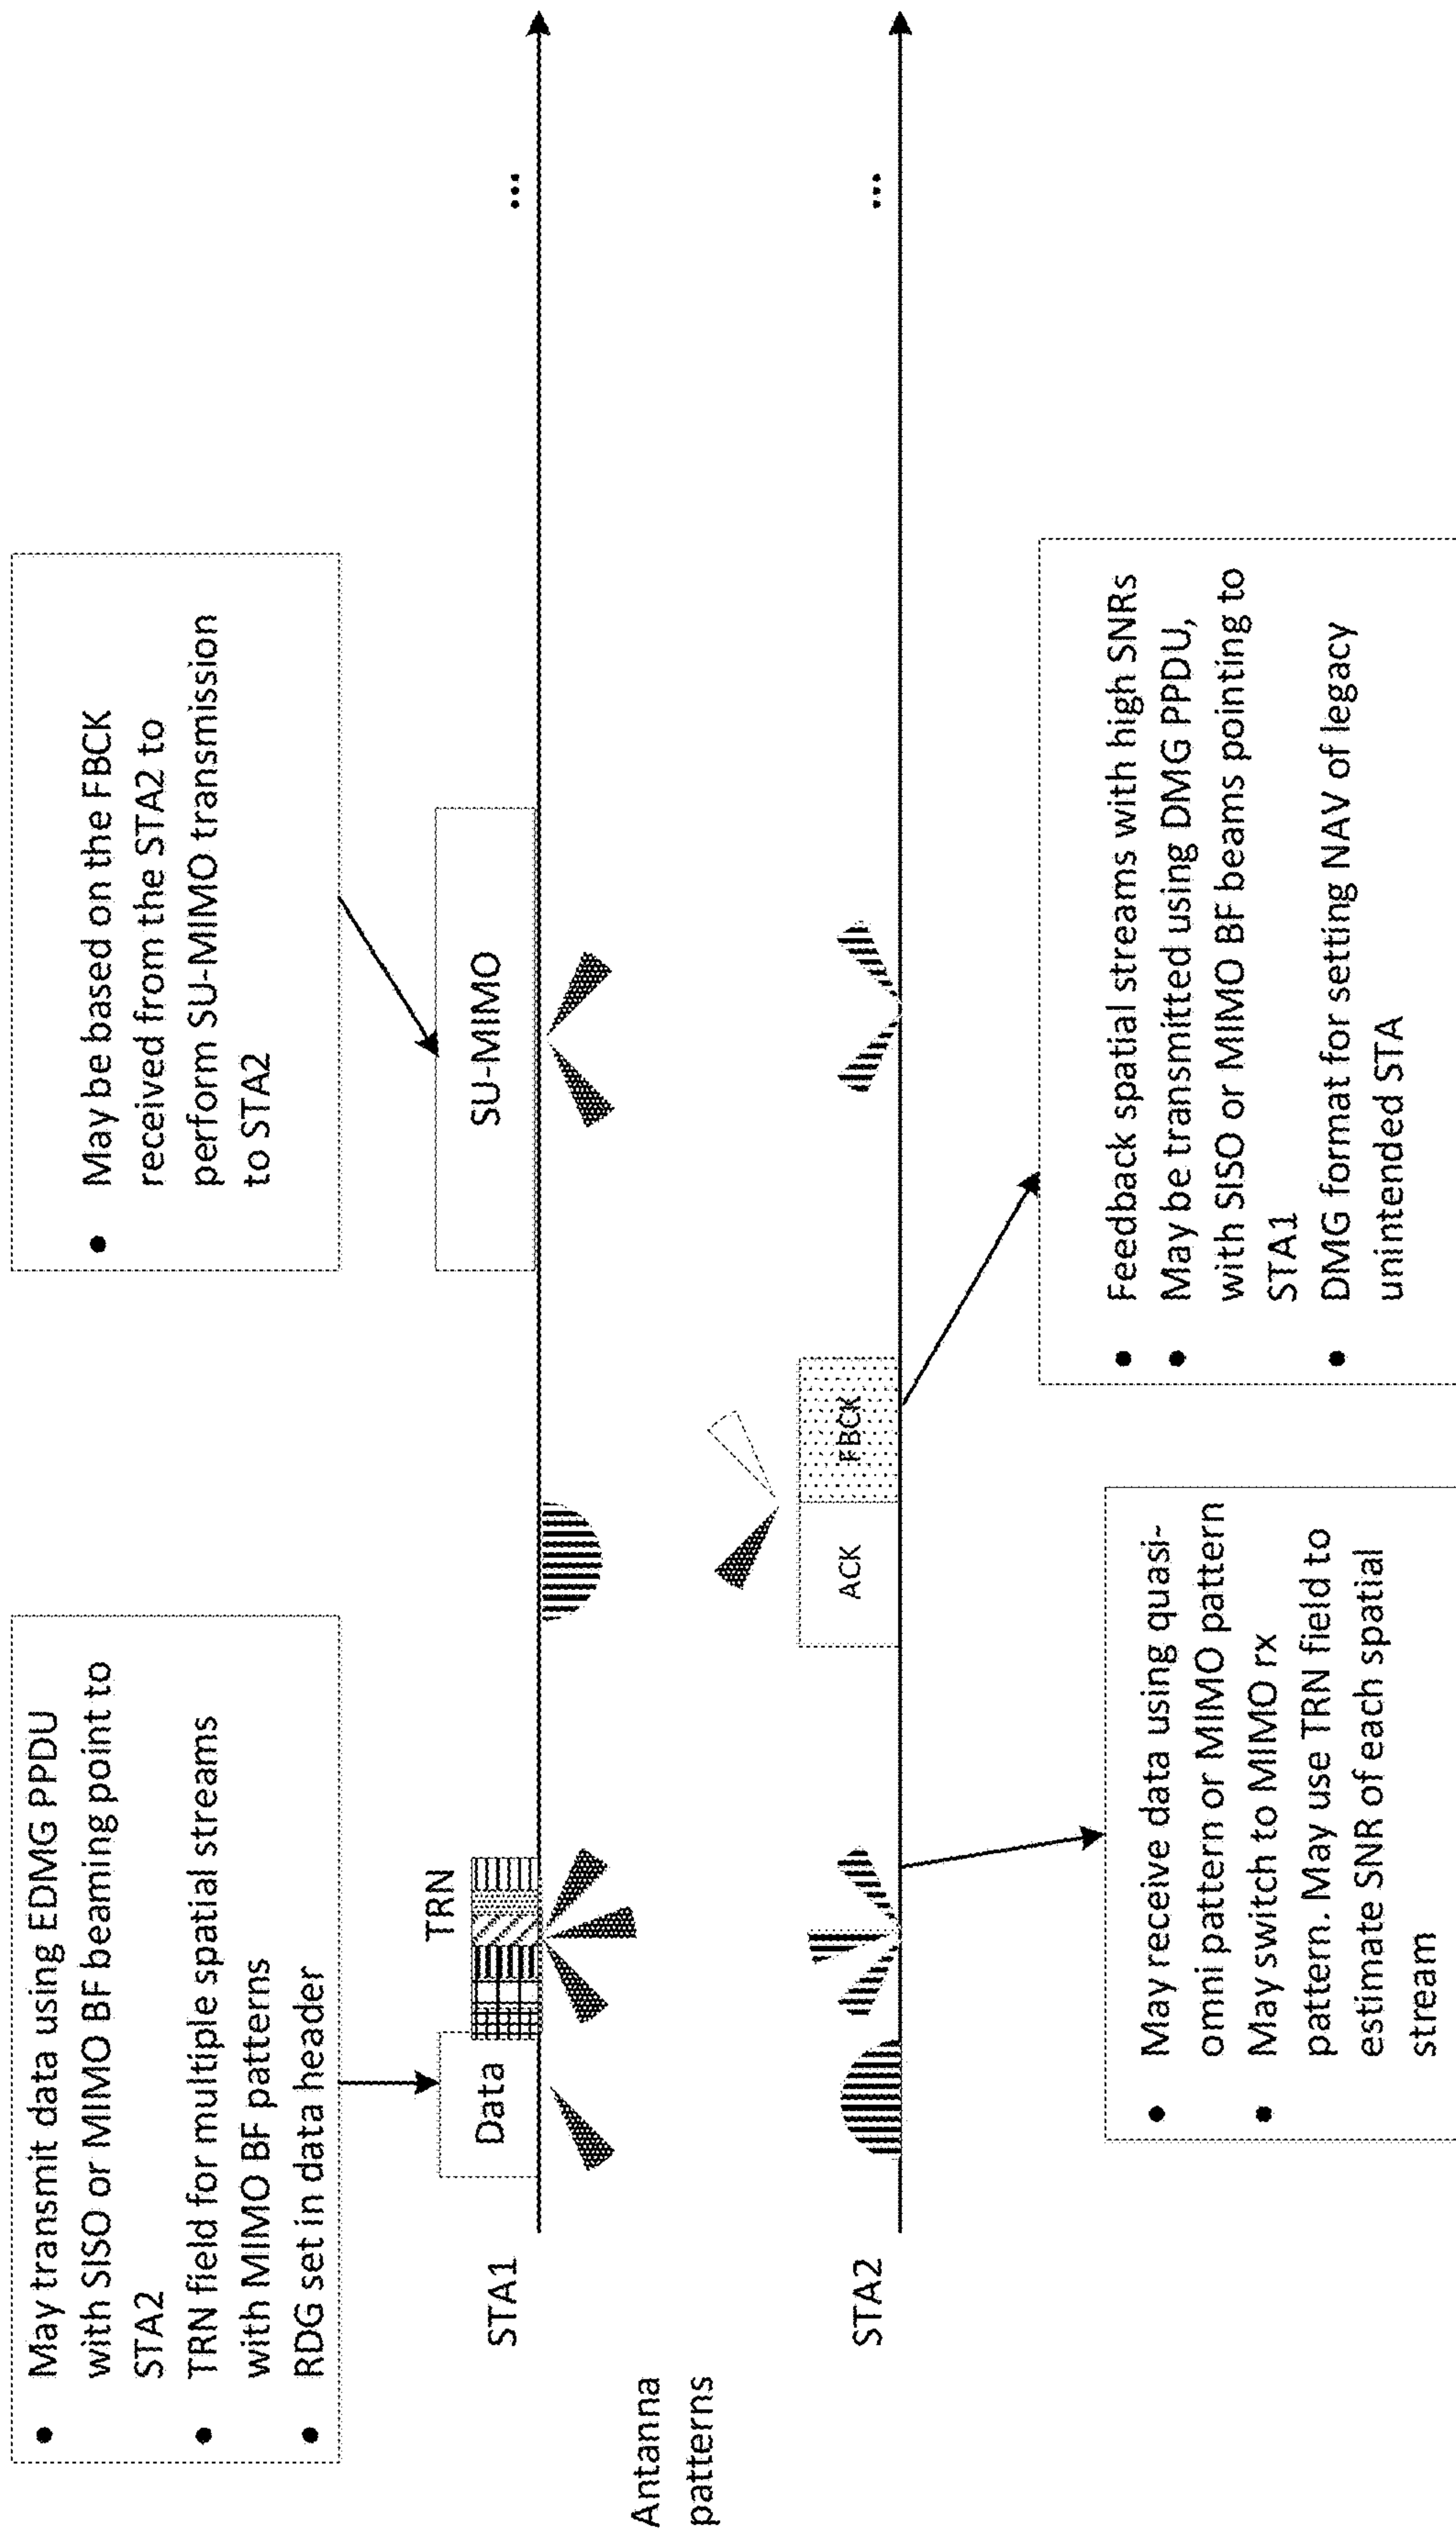 May transmit data using EDMG PPDU
with SISO or MIMO BF beaming point to
STA2
TRN field for multiple spatial streams
with MIMO BF patterns
RDG set in data header
May be based on the FBCK
received from the STA2 to
perform SU-MIMO transmission
to STA2
TRN
Data
SU-MIMO
...
STA1
Antanna
patterns
ACK
FBCK
...
STA2
May receive data using quasi-
omni pattern or MIMO pattern
May switch to MIMO rx
pattern. May use TRN field to
estimate SNR of each spatial
stream
Feedback spatial streams with high SNRs
May be transmitted using DMG PPDU,
with SISO or MIMO BF beams pointing to
STA1
DMG format for setting NAV of legacy
unintended STA